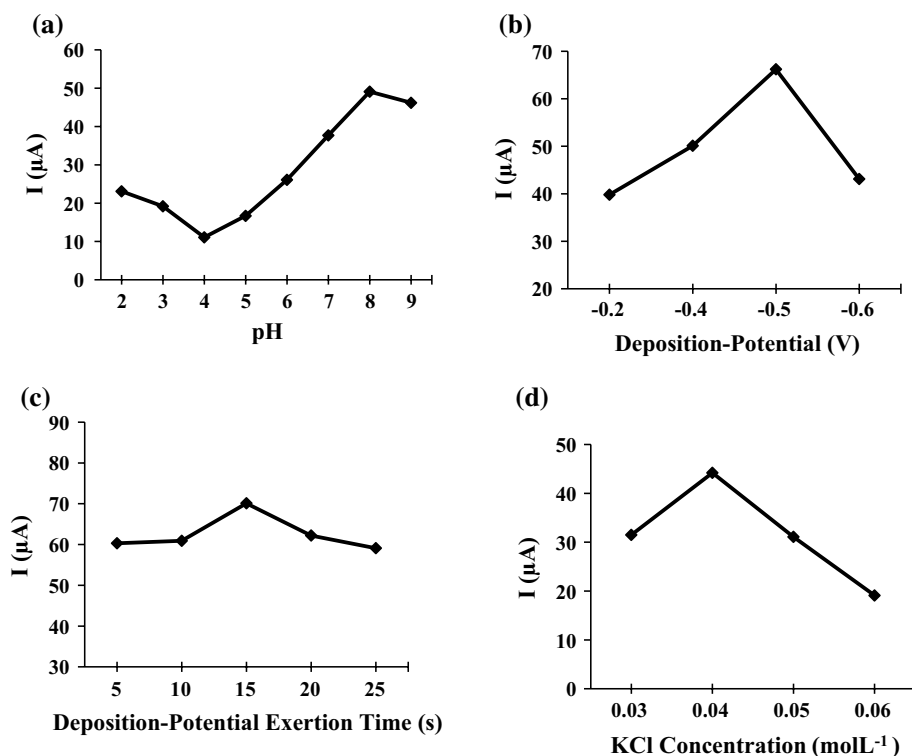 (a)
60
50
40
30
20
10
0
I (µA)
2 3 4 5 6 7 8 9
pH
(b)
70
60
50
40
30
20
I (µA)
-0.2 -0.4 -0.5 -0.6
Deposition-Potential (V)
(c)
90
80
70
60
50
40
30
I (µA)
5 10 15 20 25
Deposition-Potential Exertion Time (s)
(d)
50
40
30
20
10
0
I (µA)
0.03 0.04 0.05 0.06
KCl Concentration (molL⁻¹)